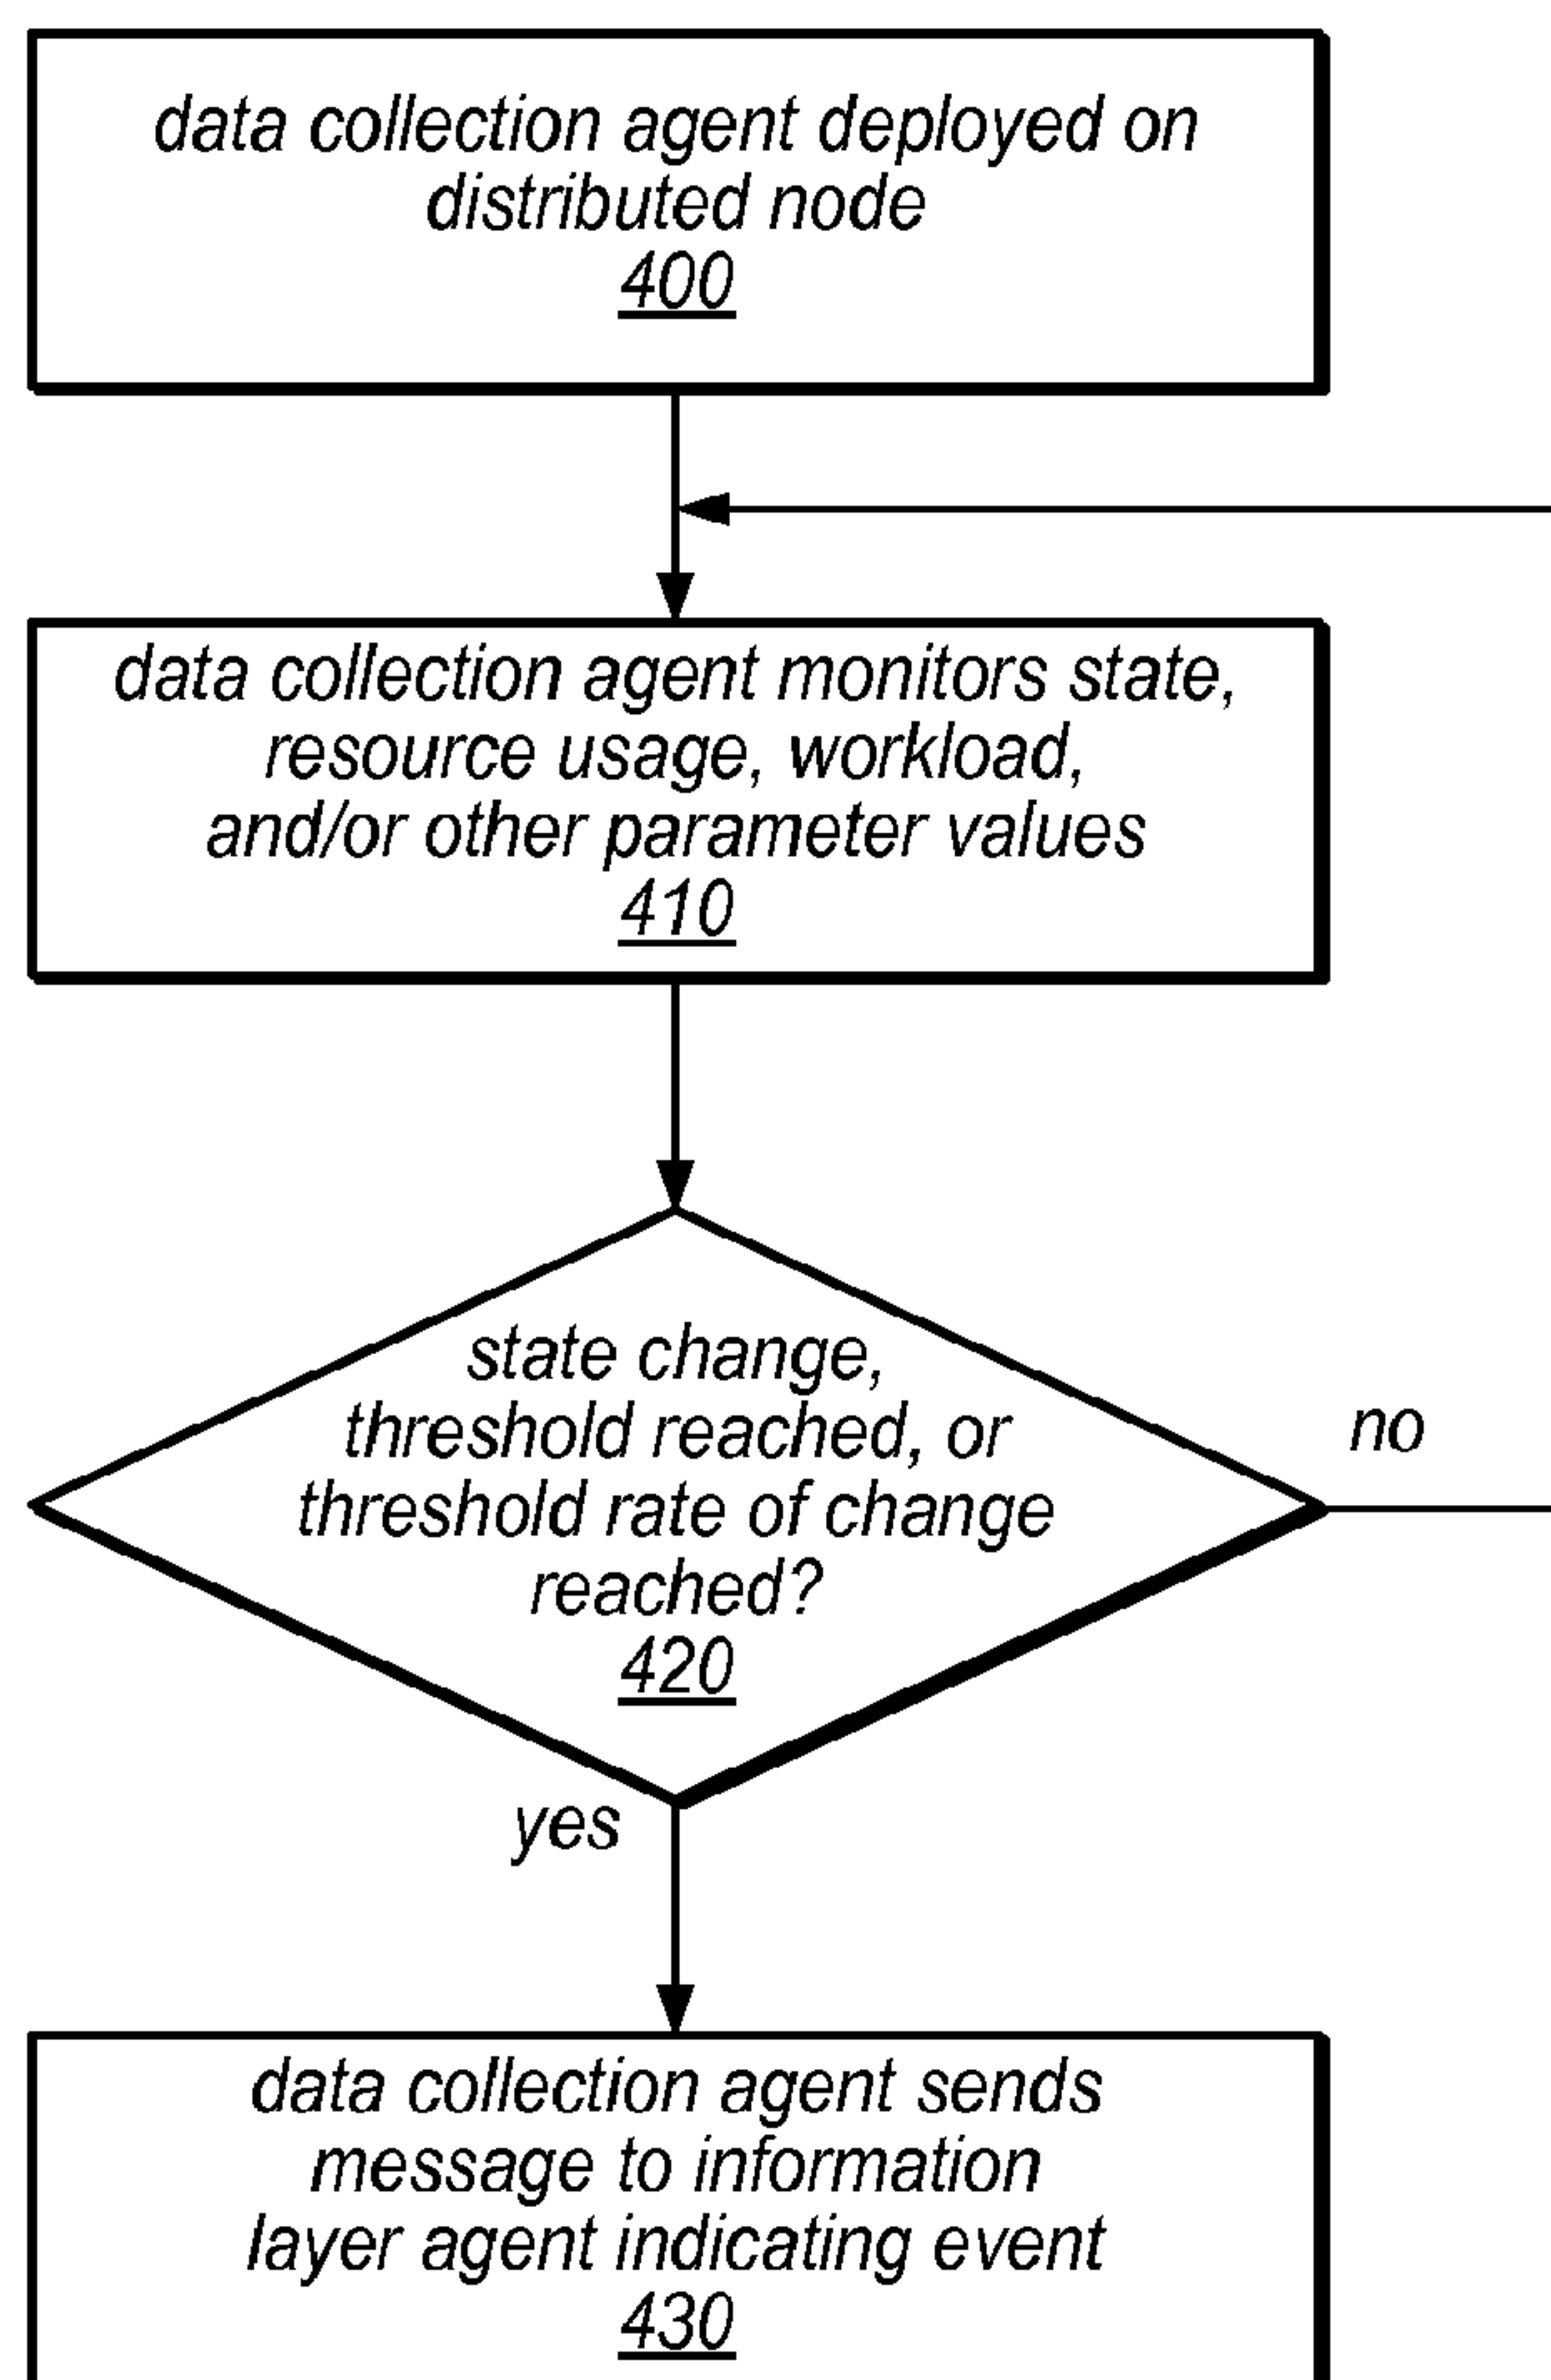 data collection agent deployed on
distributed node
400
data collection agent monitors state,
resource usage, workload,
and/or other parameter values
410
state change,
threshold reached, or
threshold rate of change
reached?
420
no
yes
data collection agent sends
message to information
layer agent indicating event
430